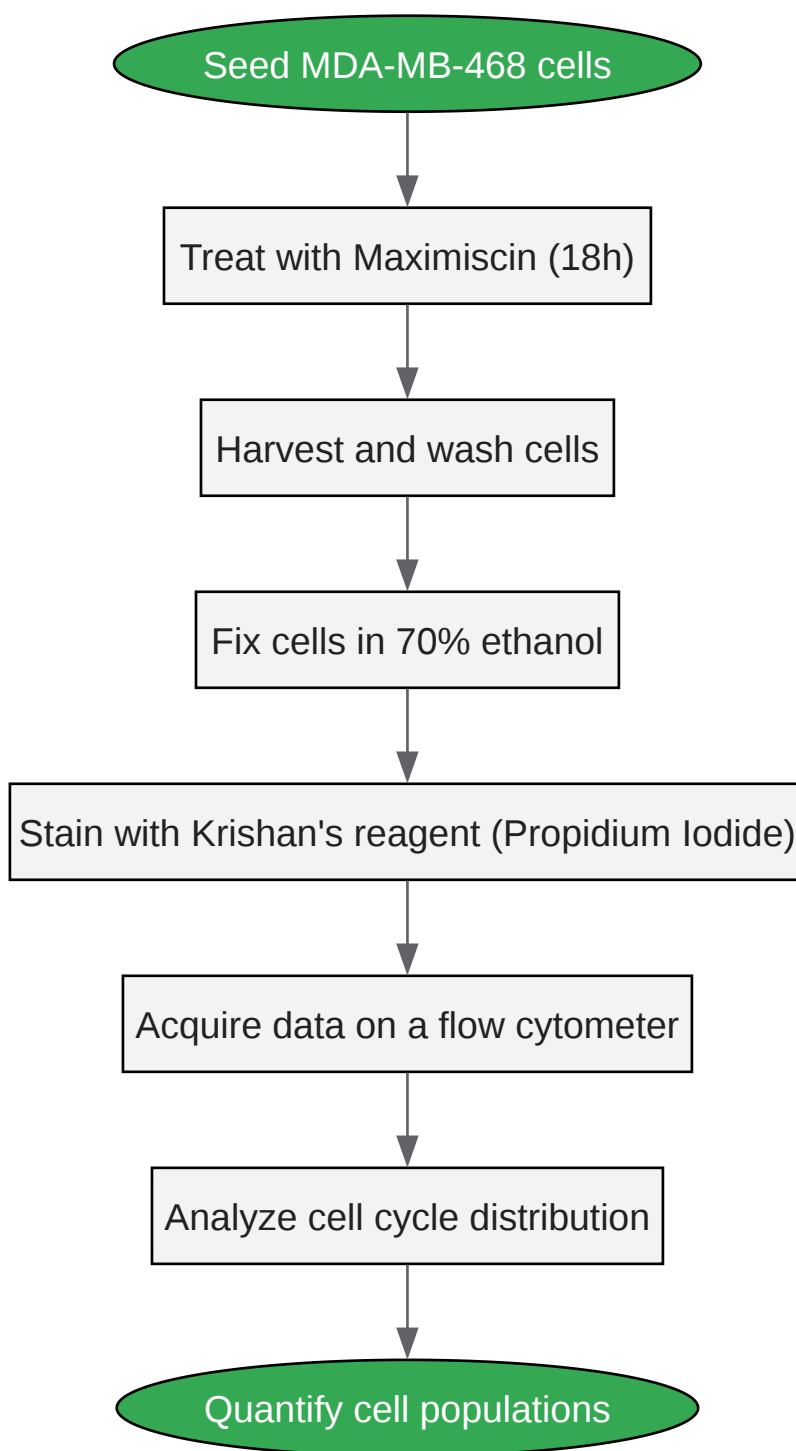 Seed MDA-MB-468 cells
Treat with Maximiscin (18h)
Harvest and wash cells
Fix cells in 70% ethanol
Stain with Krishan's reagent (Propidium Iodide)
Acquire data on a flow cytometer
Analyze cell cycle distribution
Quantify cell populations